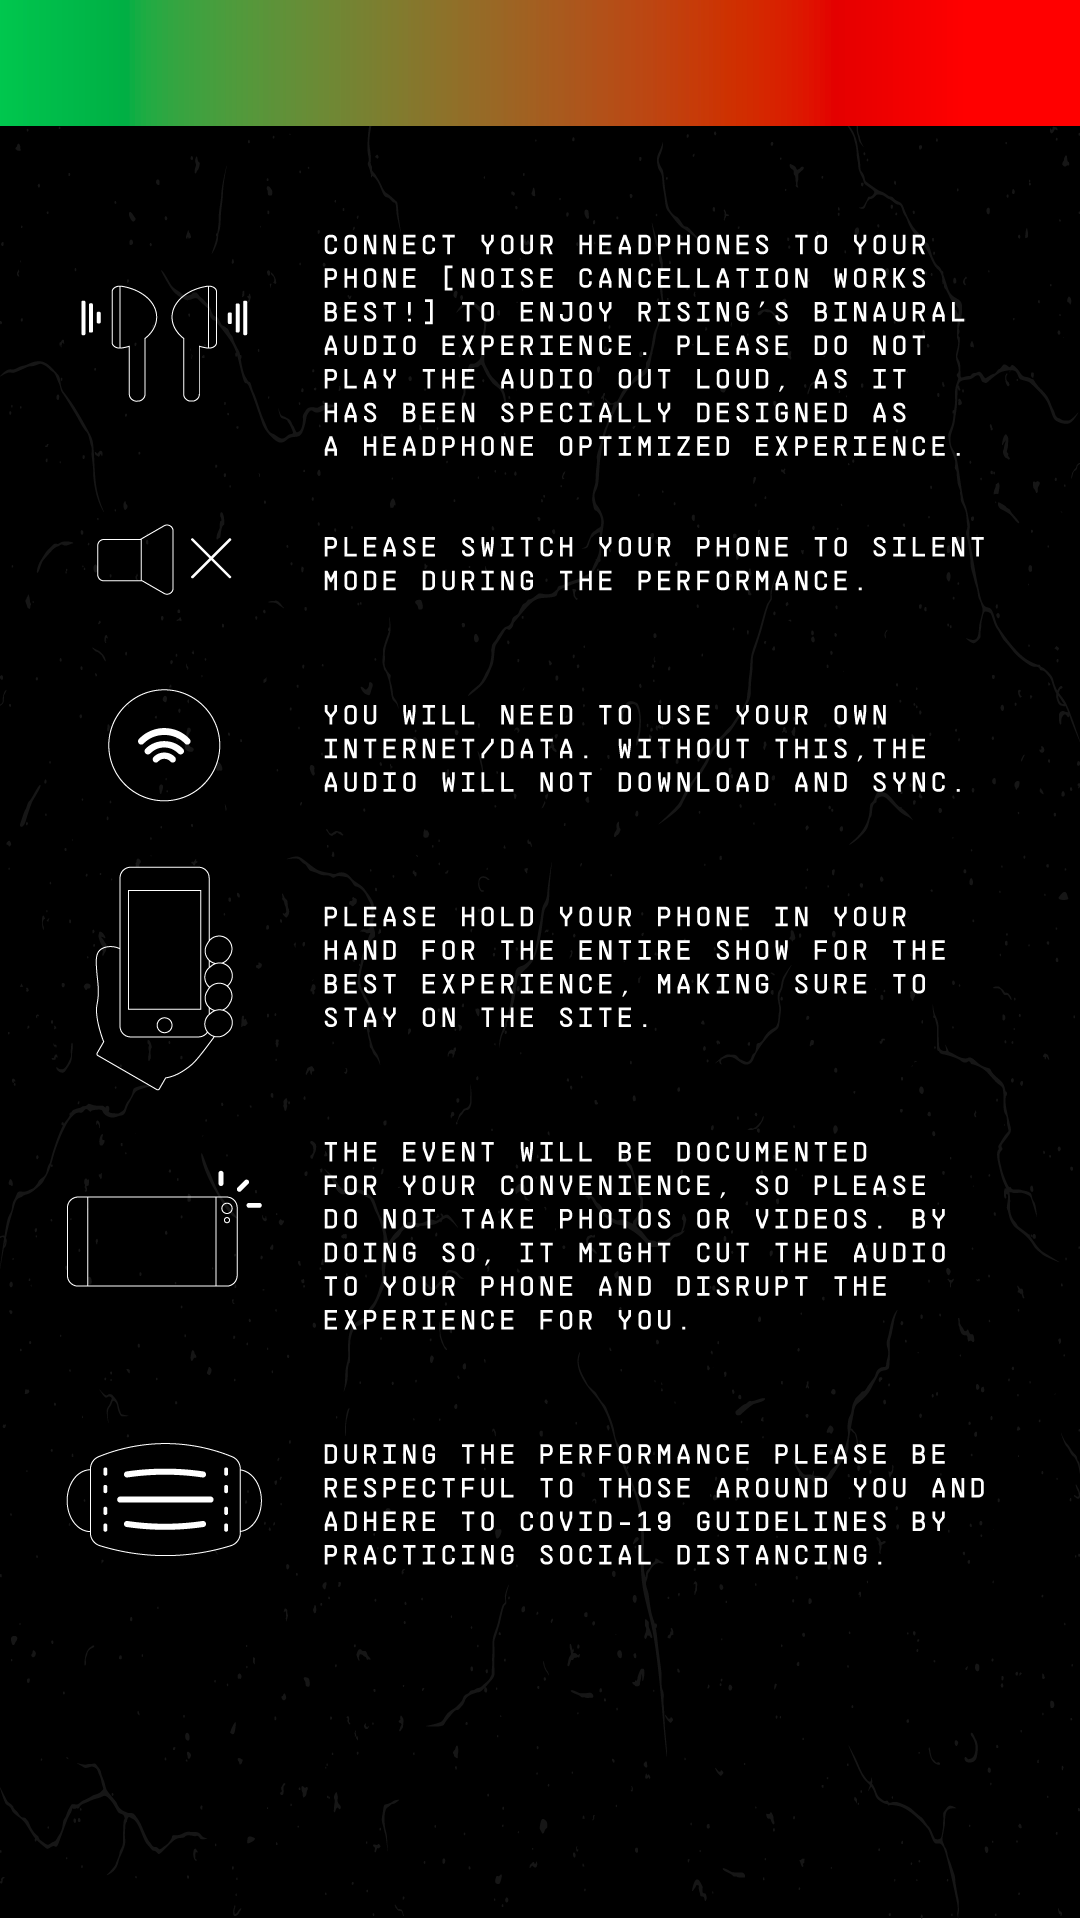 CONNECT YOUR HEADPHONES TO YOUR
PHONE [NOISE CANCELLATION WORKS
BEST!] TO ENJOY RISING'S BINAURAL
AUDIO EXPERIENCE. PLEASE DO NOT
PLAY THE AUDIO OUT LOUD, AS IT
HAS BEEN SPECIALLY DESIGNED AS
A HEADPHONE OPTIMIZED EXPERIENCE.
PLEASE SWITCH YOUR PHONE TO SILENT
MODE DURING THE PERFORMANCE.
YOU WILL NEED TO USE YOUR OWN
INTERNET/DATA. WITHOUT THIS,THE
AUDIO WILL NOT DOWNLOAD AND SYNC.
PLEASE HOLD YOUR PHONE IN YOUR
HAND FOR THE ENTIRE SHOW FOR THE
BEST EXPERIENCE, MAKING SURE TO
STAY ON THE SITE.
THE EVENT WILL BE DOCUMENTED
FOR YOUR CONVENIENCE, SO PLEASE
DO NOT TAKE PHOTOS OR VIDEOS. BY
DOING SO, IT MIGHT CUT THE AUDIO
TO YOUR PHONE AND DISRUPT THE
EXPERIENCE FOR YOU.
DURING THE PERFORMANCE PLEASE BE
RESPECTFUL TO THOSE AROUND YOU AND
ADHERE TO COVID-19 GUIDELINES BY
PRACTICING SOCIAL DISTANCING.